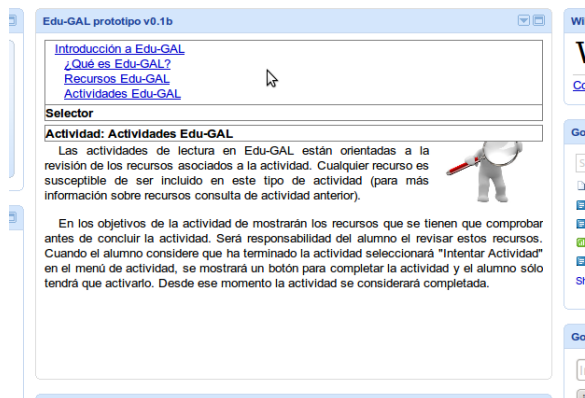 Edu-GAL prototipo v0.1b
Introducción a Edu-GAL
¿Qué es Edu-GAL?
Recursos Edu-GAL
Actividades Edu-GAL
Selector
Actividad: Actividades Edu-GAL
Las actividades de lectura en Edu-GAL están orientadas a la
revisión de los recursos asociados a la actividad. Cualquier recurso es
susceptible de ser incluido en este tipo de actividad (para más
información sobre recursos consulta de actividad anterior).
En los objetivos de la actividad de mostrarán los recursos que se tienen que comprobar
antes de concluir la actividad. Será responsabilidad del alumno el revisar estos recursos.
Cuando el alumno considere que ha terminado la actividad seleccionará "Intentar Actividad"
en el menú de actividad, se mostrará un botón para completar la actividad y el alumno sólo
tendrá que activarlo. Desde ese momento la actividad se considerará completada.
Wi
Co
Go
Sh
Go